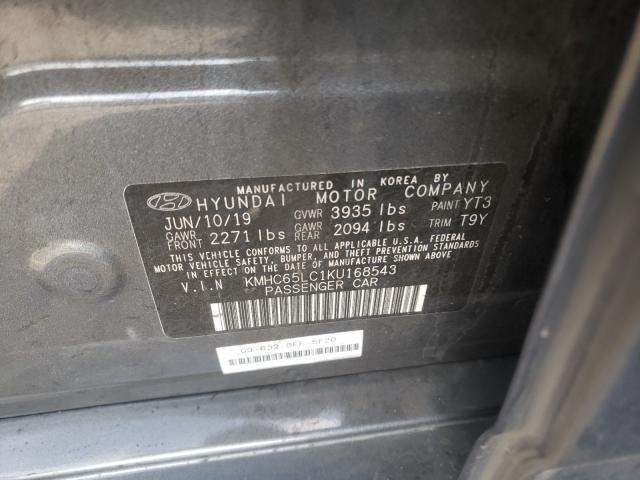 MANUFACTURED IN KOREA BY
HYUNDAI MOTOR COMPANY
JUN/10/19 GVWR 3935 lbs PAINT YT3
GAWR FRONT 2271 lbs GAWR REAR 2094 lbs TRIM T9Y
THIS VEHICLE CONFORMS TO ALL APPLICABLE U.S.A. FEDERAL
MOTOR VEHICLE SAFETY, BUMPER, AND THEFT PREVENTION STANDARDS
IN EFFECT ON THE DATE OF MANUFACTURE SHOWN ABOVE.
V.I.N KMHC65LC1KU168543
PASSENGER CAR